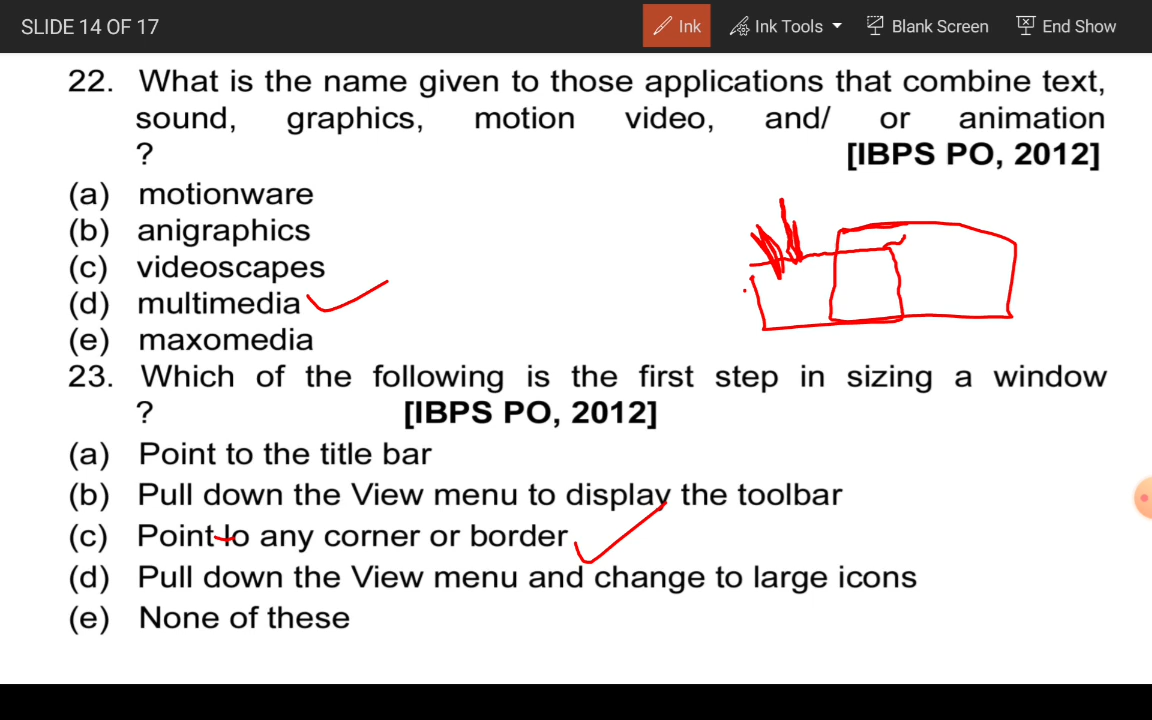 SLIDE 14 OF 17
Ink
Ink Tools
Blank Screen
End Show
22. What is the name given to those applications that combine text,
sound, graphics, motion video, and/ or animation
? [IBPS PO, 2012]
(a) motionware
(b) anigraphics
(c) videoscapes
(d) multimedia
(e) maxomedia
23. Which of the following is the first step in sizing a window
? [IBPS PO, 2012]
(a) Point to the title bar
(b) Pull down the View menu to display the toolbar
(c) Point lo any corner or border
(d) Pull down the View menu and change to large icons
(e) None of these